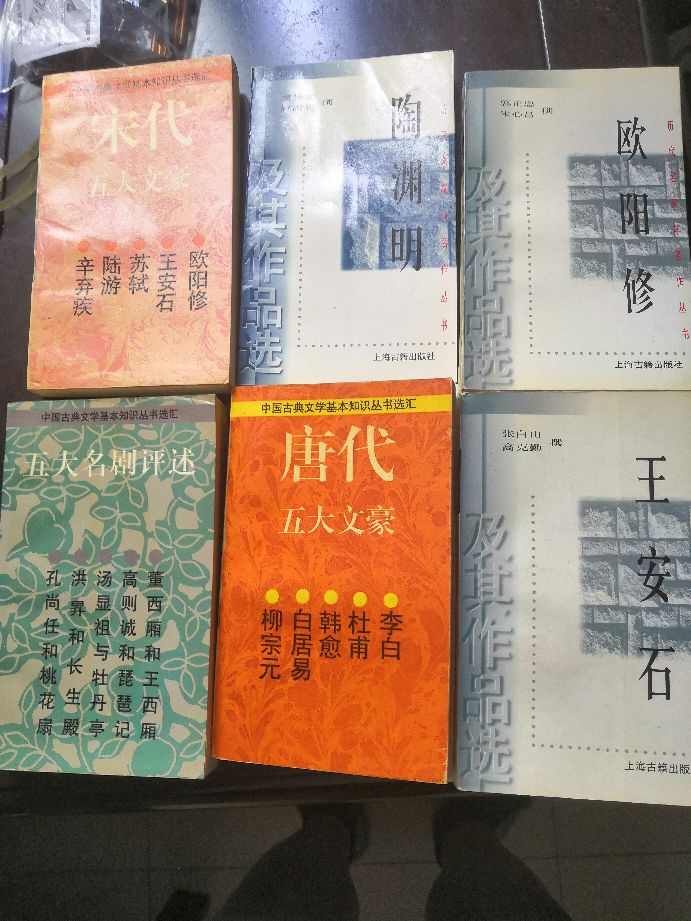 中国古典文学基本知识丛书选汇
宋代
五大文豪
欧阳修
王安石
苏轼
陆游
辛弃疾
撰
陶渊明
及其作品选
上海古籍出版社
撰
欧阳修
及其作品选
上海古籍出版社
中国古典文学基本知识丛书选汇
五大名剧评述
董西厢和王西厢
高则诚和琵琶记
汤显祖与牡丹亭
洪昇和长生殿
孔尚任和桃花扇
中国古典文学基本知识丛书选汇
唐代
五大文豪
李白
杜甫
韩愈
白居易
柳宗元
张白山
高克勤
撰
王安石
及其作品选
上海古籍出版